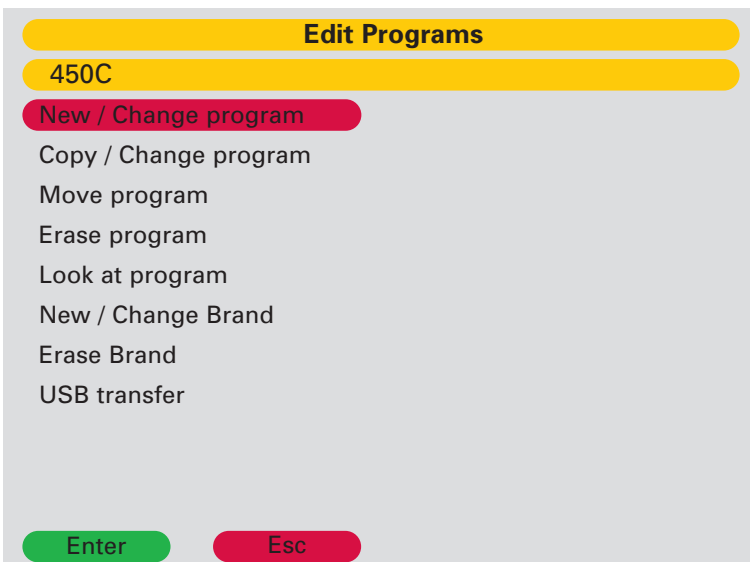 Edit Programs
450C
New / Change program
Copy / Change program
Move program
Erase program
Look at program
New / Change Brand
Erase Brand
USB transfer
Enter Esc